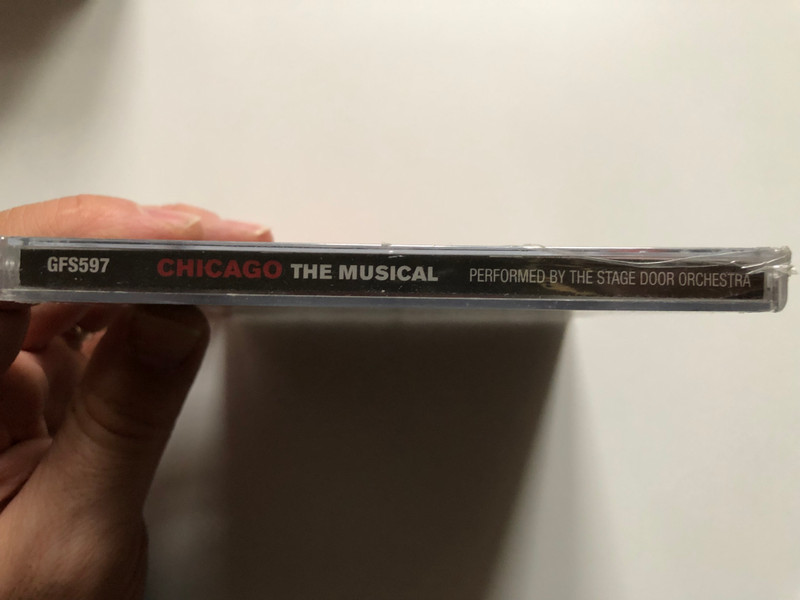 GFS597 CHICAGO THE MUSICAL PERFORMED BY THE STAGE DOOR ORCHESTRA